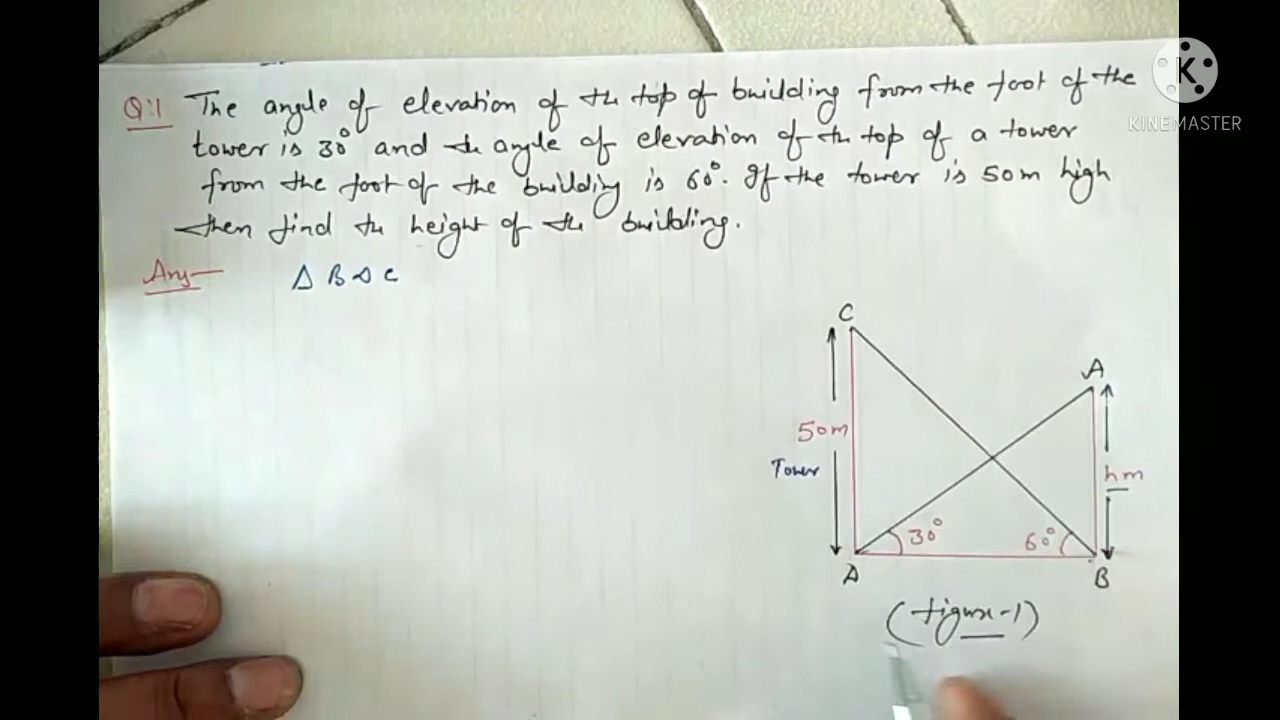 Q:1 The angle of elevation of the top of building from the foot of the
tower is 30° and the angle of elevation of the top of a tower
from the foot of the building is 60°. If the tower is 50m high
then find the height of the building.
Ans—
Δ B Δ C
C
A
50m
Tower
hm
30°
60°
Δ
B
(figure-1)
K
KINEMASTER